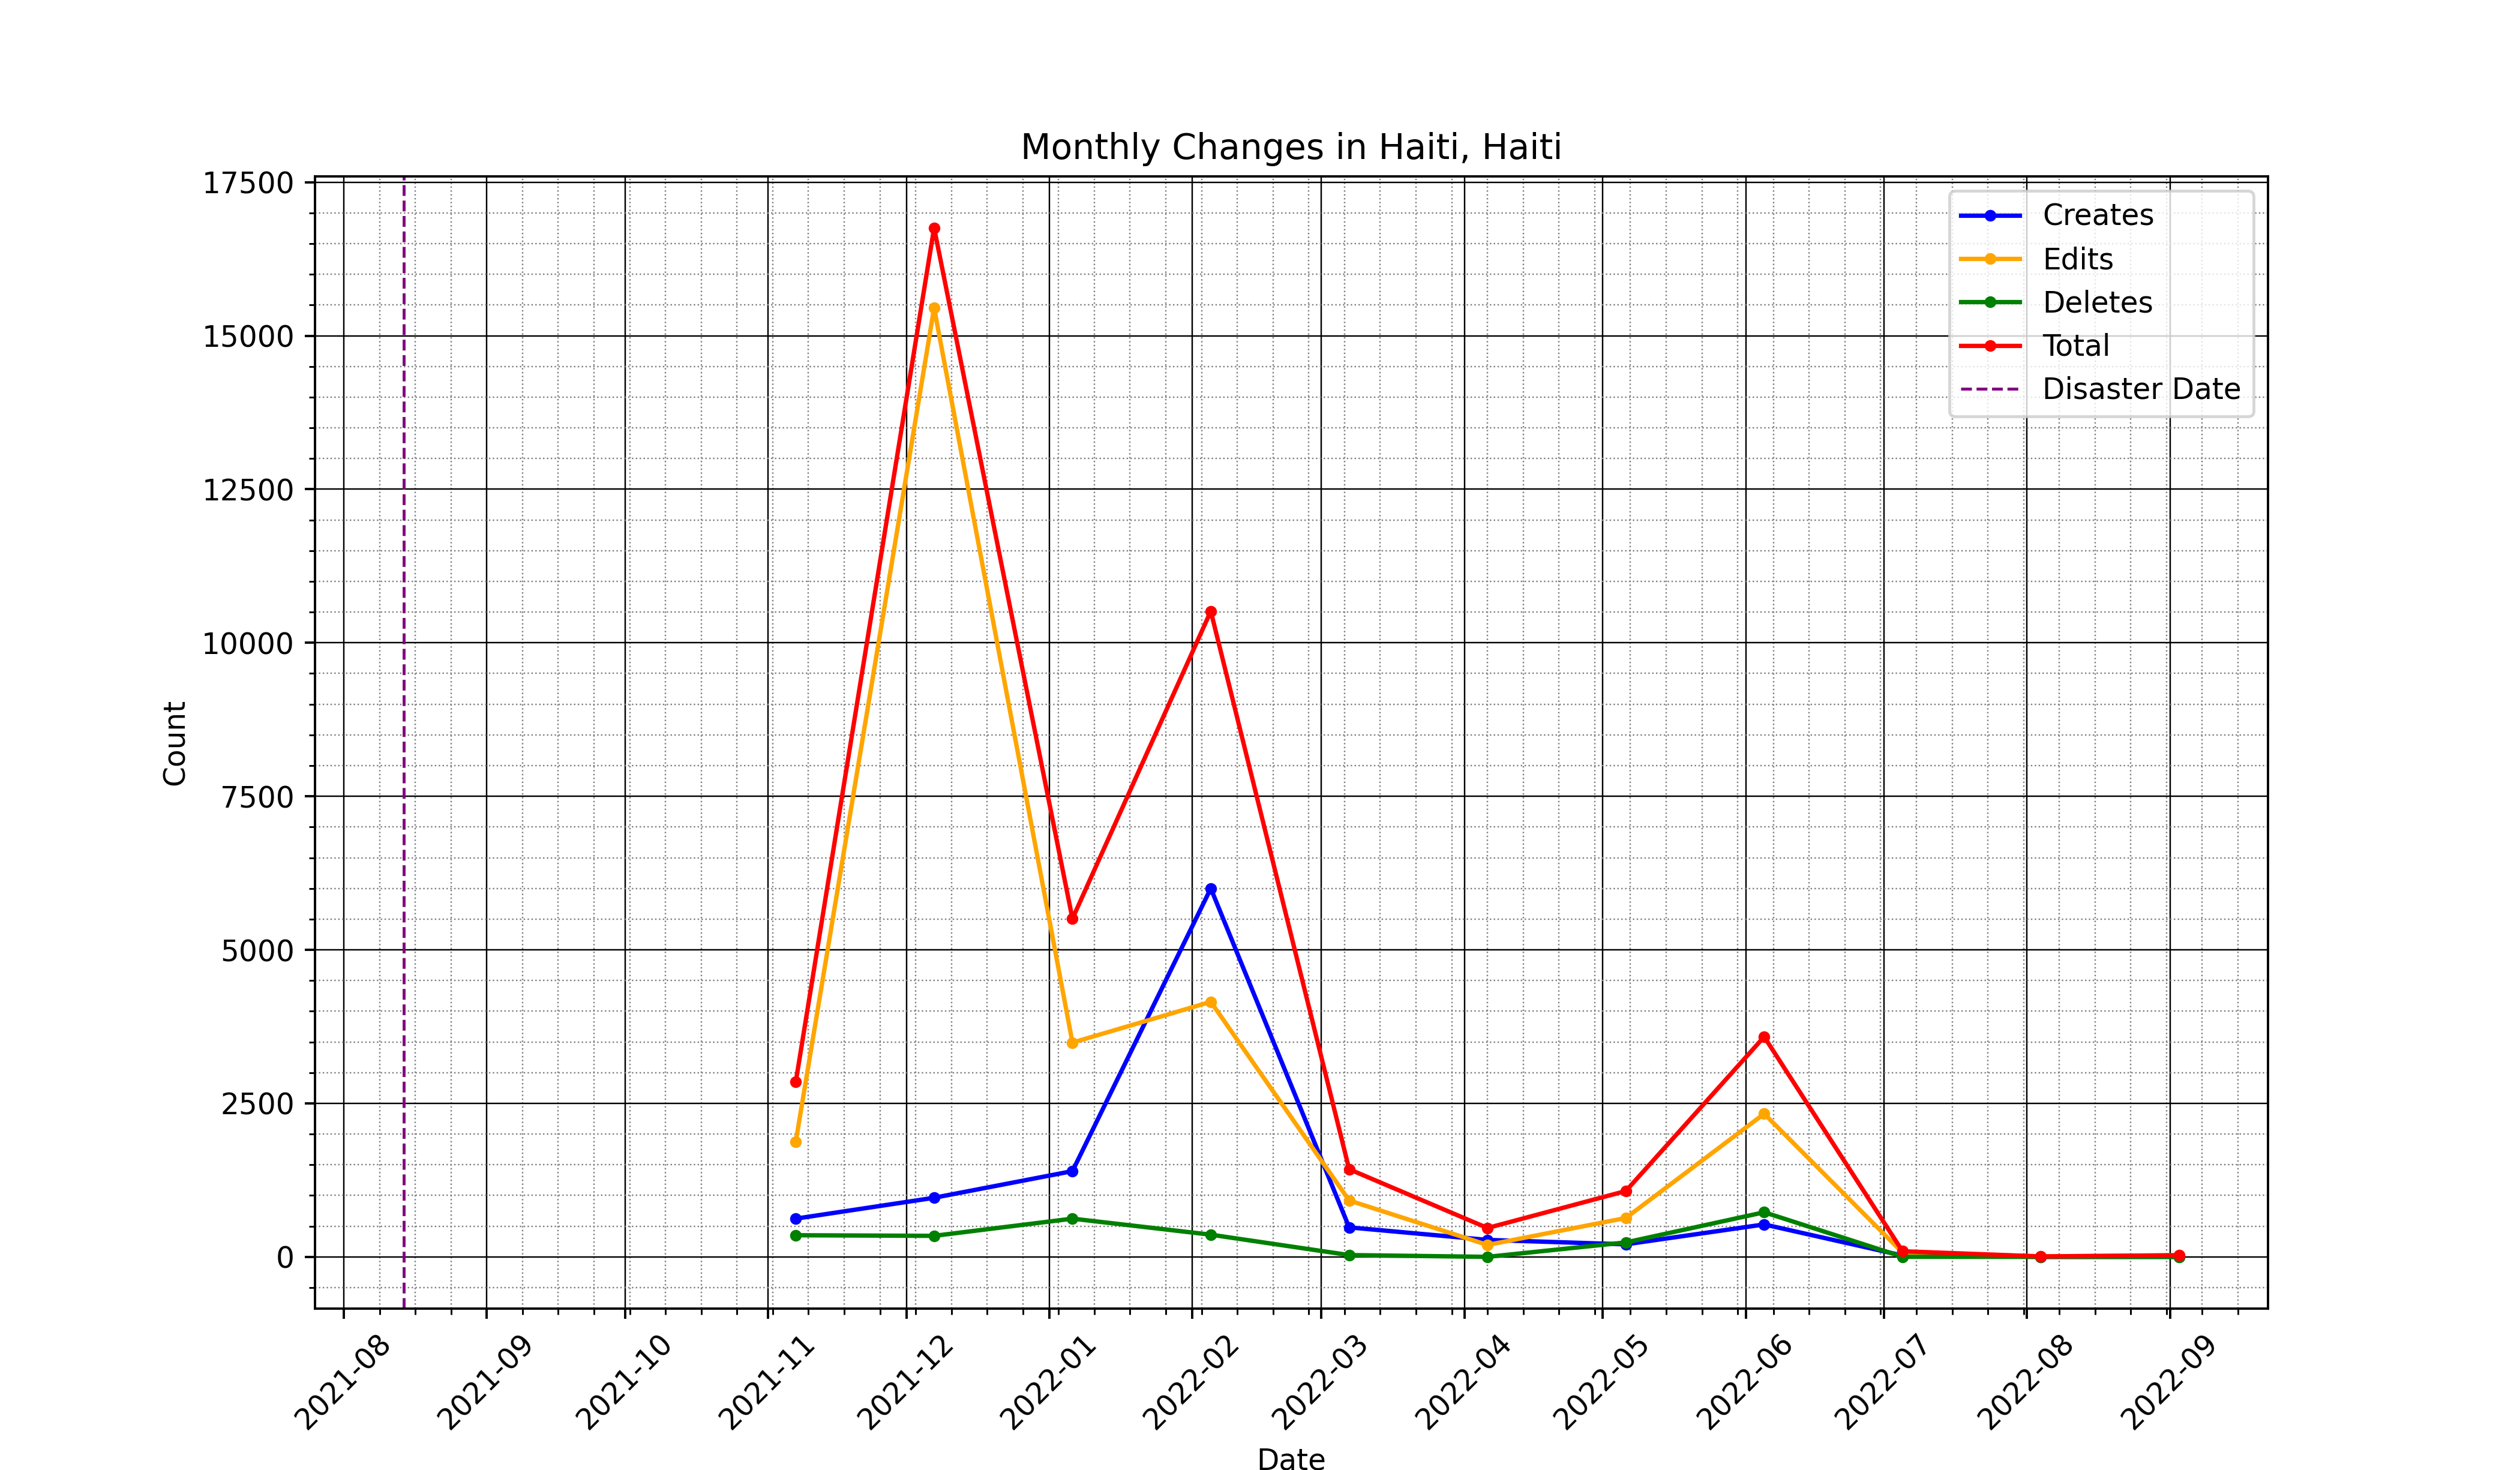 Monthly Changes in Haiti, Haiti
17500
15000
12500
10000
7500
5000
2500
0
Count
Creates
Edits
Deletes
Total
Disaster Date
2021-08
2021-09
2021-10
2021-11
2021-12
2022-01
2022-02
2022-03
2022-04
2022-05
2022-06
2022-07
2022-08
2022-09
Date